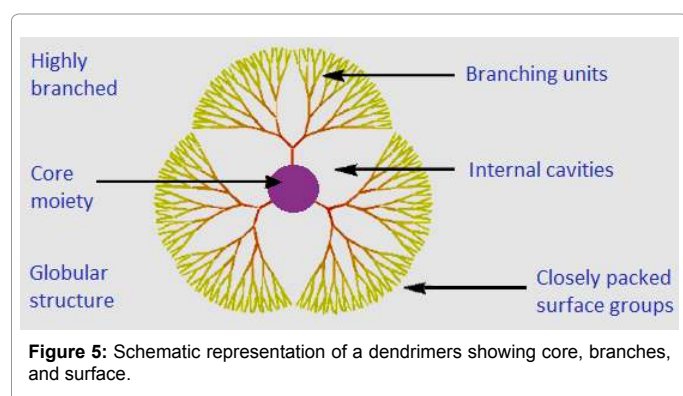 Highly
branched
Branching units
Core
moiety
Internal cavities
Globular
structure
Closely packed
surface groups
Figure 5: Schematic representation of a dendrimers showing core, branches,
and surface.